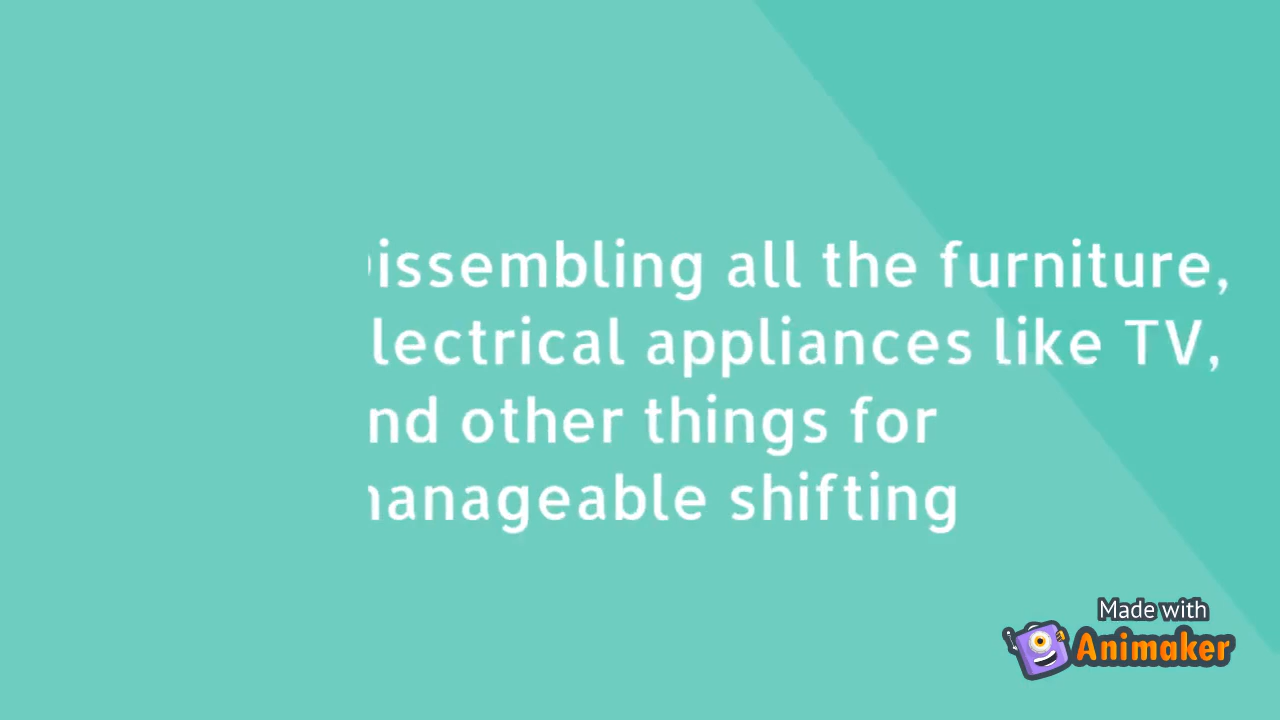 issembling all the furniture,
lectrical appliances like TV,
nd other things for
anageable shifting
Made with
Animaker